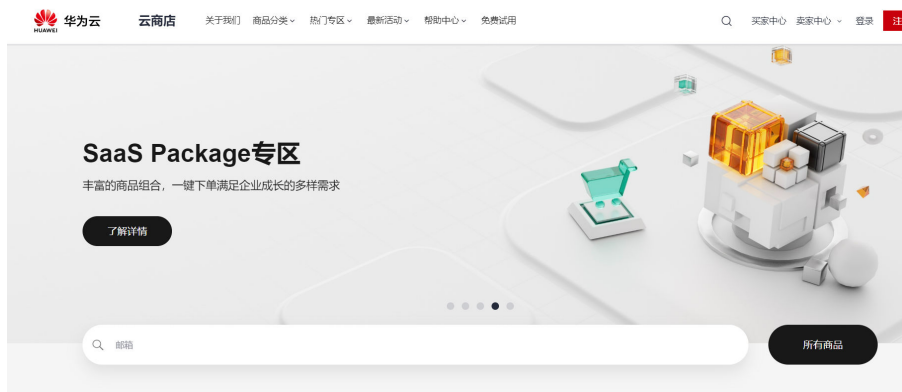 HUAWEI
华为云
云商店
关于我们 商品分类 热门专区 最新活动 帮助中心 免费试用
买家中心 卖家中心 登录 注
SaaS Package专区
丰富的商品组合，一键下单满足企业成长的多样需求
了解详情
邮箱
所有商品